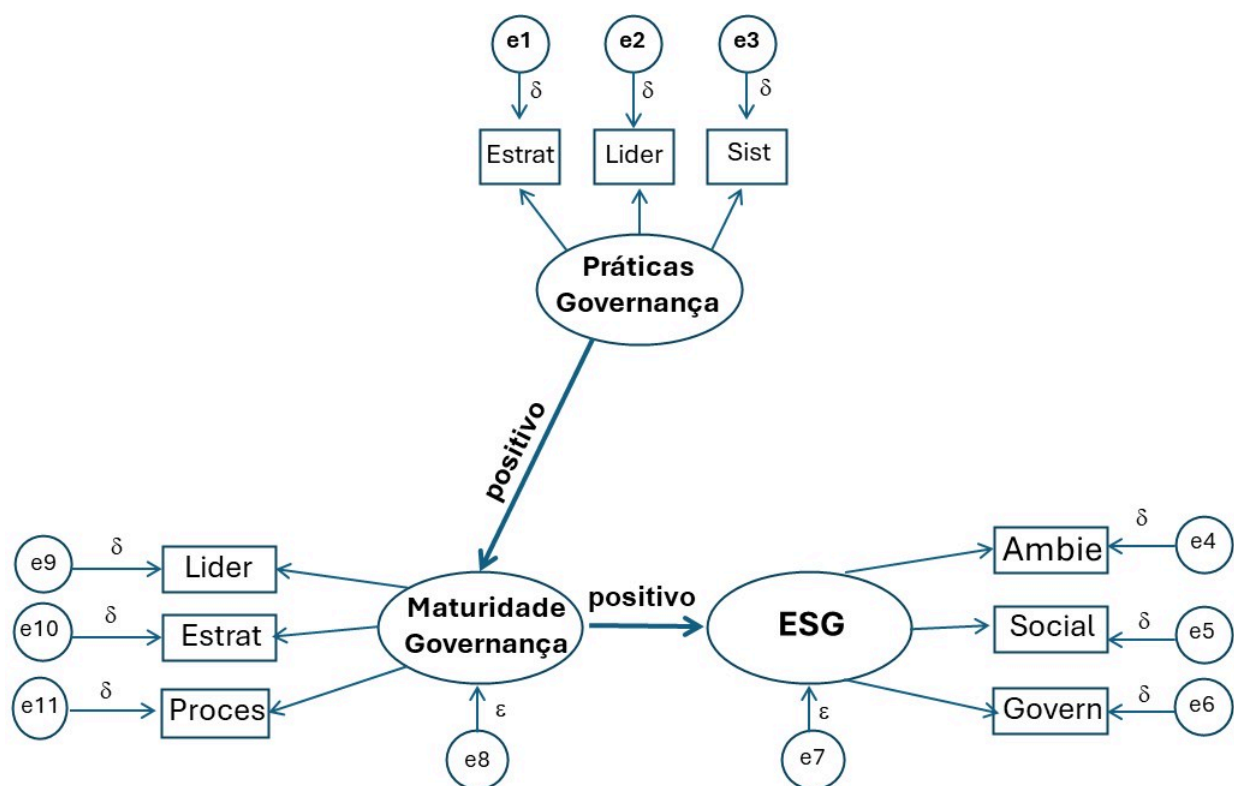 e1
e2
e3
δ
δ
δ
Estrat
Lider
Sist
Práticas
Governança
positivo
e9
δ
Lider
e10
δ
Estrat
e11
δ
Proces
Maturidade
Governança
ε
e8
positivo
ESG
ε
e7
Ambie
δ
e4
Social
δ
e5
Govern
δ
e6